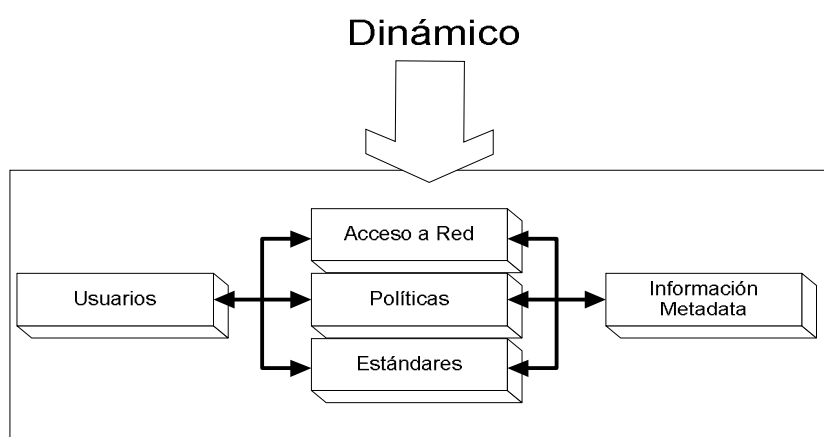 Dinámico
Acceso a Red
Usuarios
Políticas
Información
Metadata
Estándares